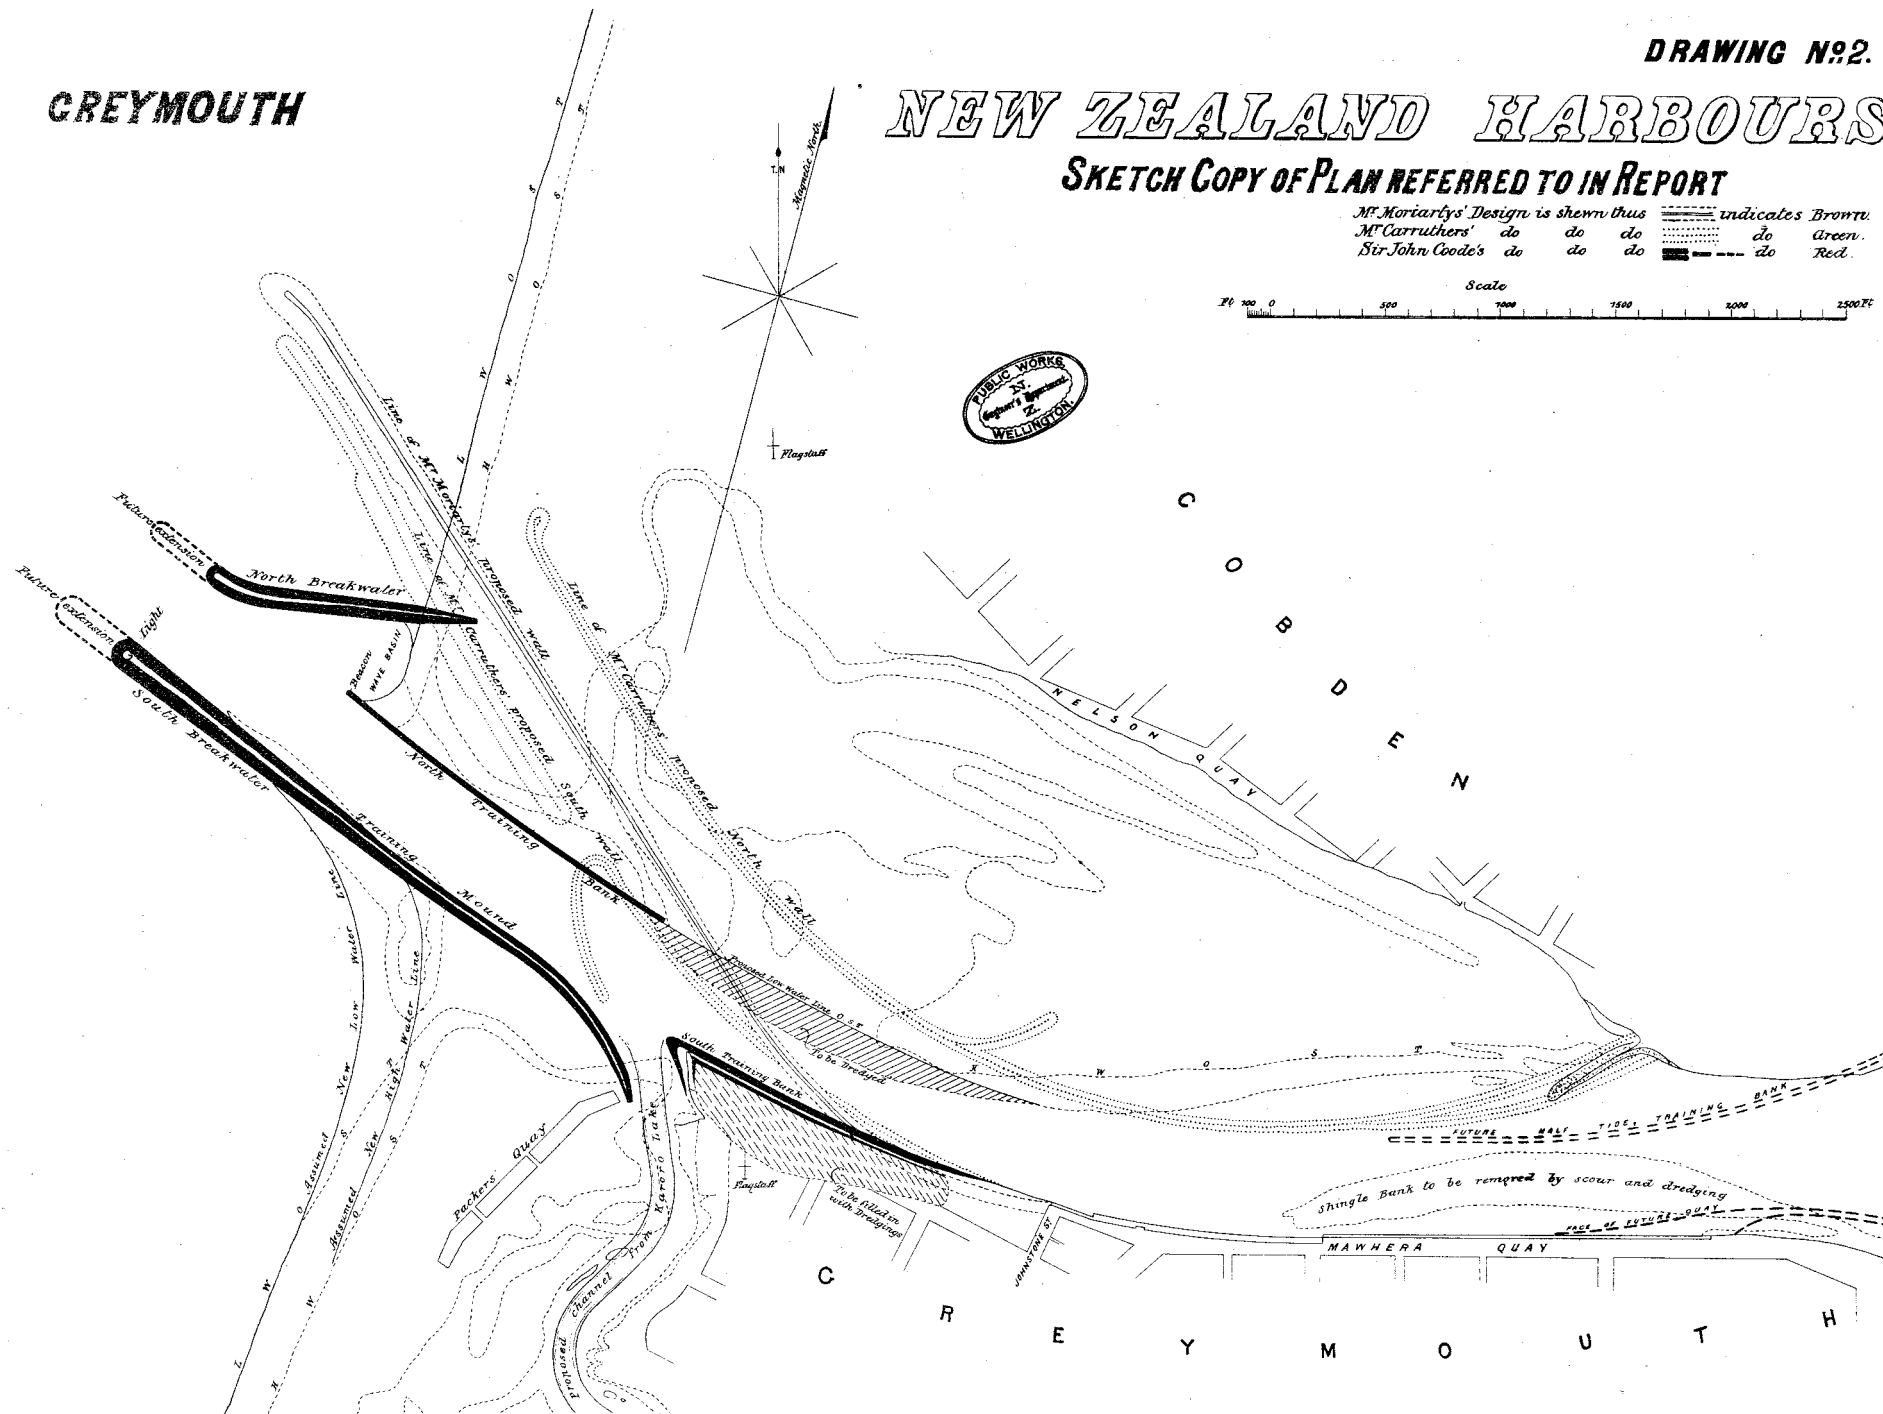 DRAWING No. 2.
GREYMOUTH
NEW ZEALAND HARBOURS
SKETCH COPY OF PLAN REFERRED TO IN REPORT
Mr Moriartys' Design is shewn thus indicates Brown.
Mr Carruthers' do do do do Green.
Sir John Coode's do do do do Red.
Scale
Ft 100 0 500 1000 1500 2000 2500 Ft
T.N
Magnetic North.
PUBLIC WORKS
N.
Z.
WELLINGTON.
Flagstaff
L W O S T
H W O S T
Line of Mr Moriartys' proposed wall
Line of Mr Carruthers' proposed South wall
Line of Mr Carruthers' proposed North wall
COBDEN
NELSON QUAY
Future extension
North Breakwater
Future extension
Light
South Breakwater
Beacon
WAVE BASIN
North Training Bank
Training Mound
Assumed New Low Water Line
Assumed New High Water Line
L W O S T
H W O S T
Proposed Low Water Line O.S.T
To be Dredged
H W O S T
South Training Bank
Packers' Quay
Proposed channel from Karoro Lake
Flagstaff
To be filled in
with Dredgings
JOHNSTONE ST
FUTURE HALF TIDE TRAINING BANK
Shingle Bank to be removed by scour and dredging
FACE OF FUTURE QUAY
MAWHERA QUAY
GREYMOUTH